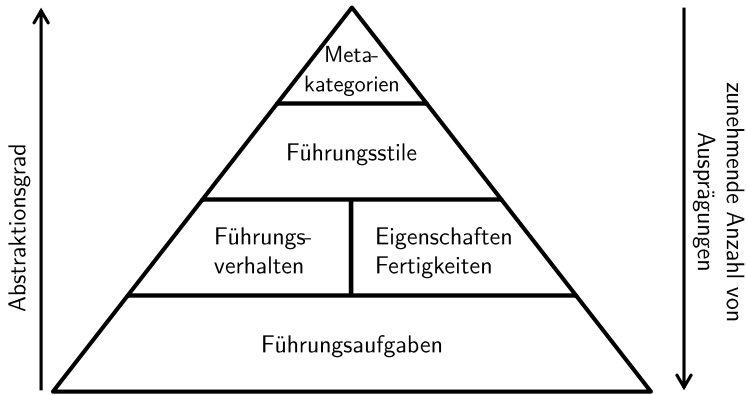 Meta-
kategorien
Führungsstile
Führungs-
verhalten
Eigenschaften
Fertigkeiten
Führungsaufgaben
Abstraktionsgrad
zunehmende Anzahl von
Ausprägungen